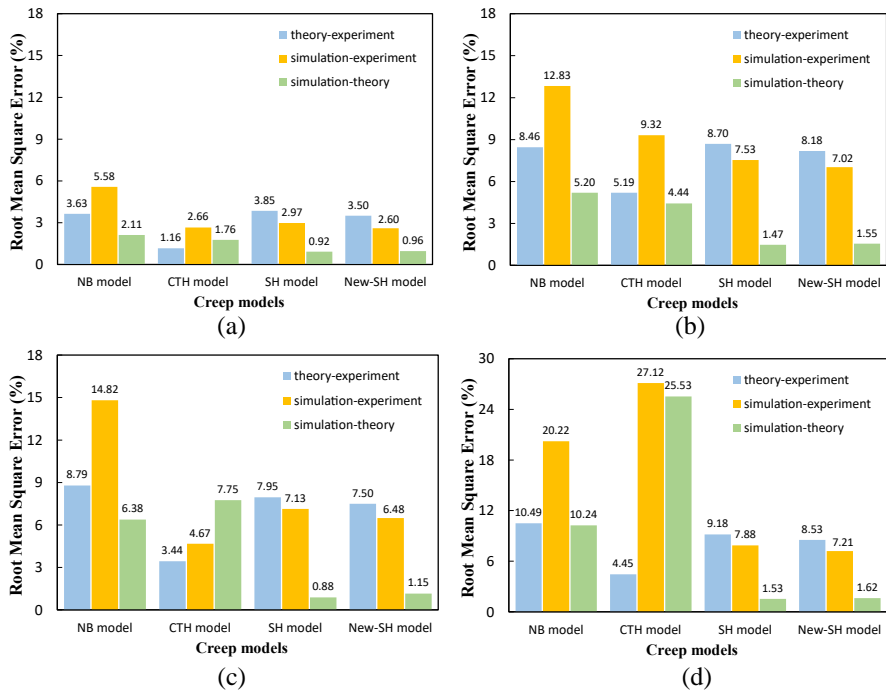 18
15
12
9
6
3
0
Root Mean Square Error (%)
theory-experiment
simulation-experiment
simulation-theory
3.63
5.58
2.11
1.16
2.66
1.76
3.85
2.97
0.92
3.50
2.60
0.96
NB model
CTH model
SH model
New-SH model
Creep models
(a)
18
15
12
9
6
3
0
Root Mean Square Error (%)
theory-experiment
simulation-experiment
simulation-theory
8.46
12.83
5.20
5.19
9.32
4.44
8.70
7.53
1.47
8.18
7.02
1.55
NB model
CTH model
SH model
New-SH model
Creep models
(b)
18
15
12
9
6
3
0
Root Mean Square Error (%)
theory-experiment
simulation-experiment
simulation-theory
8.79
14.82
6.38
3.44
4.67
7.75
7.95
7.13
0.88
7.50
6.48
1.15
NB model
CTH model
SH model
New-SH model
Creep models
(c)
30
24
18
12
6
0
Root Mean Square Error (%)
theory-experiment
simulation-experiment
simulation-theory
10.49
20.22
10.24
4.45
27.12
25.53
9.18
7.88
1.53
8.53
7.21
1.62
NB model
CTH model
SH model
New-SH model
Creep models
(d)